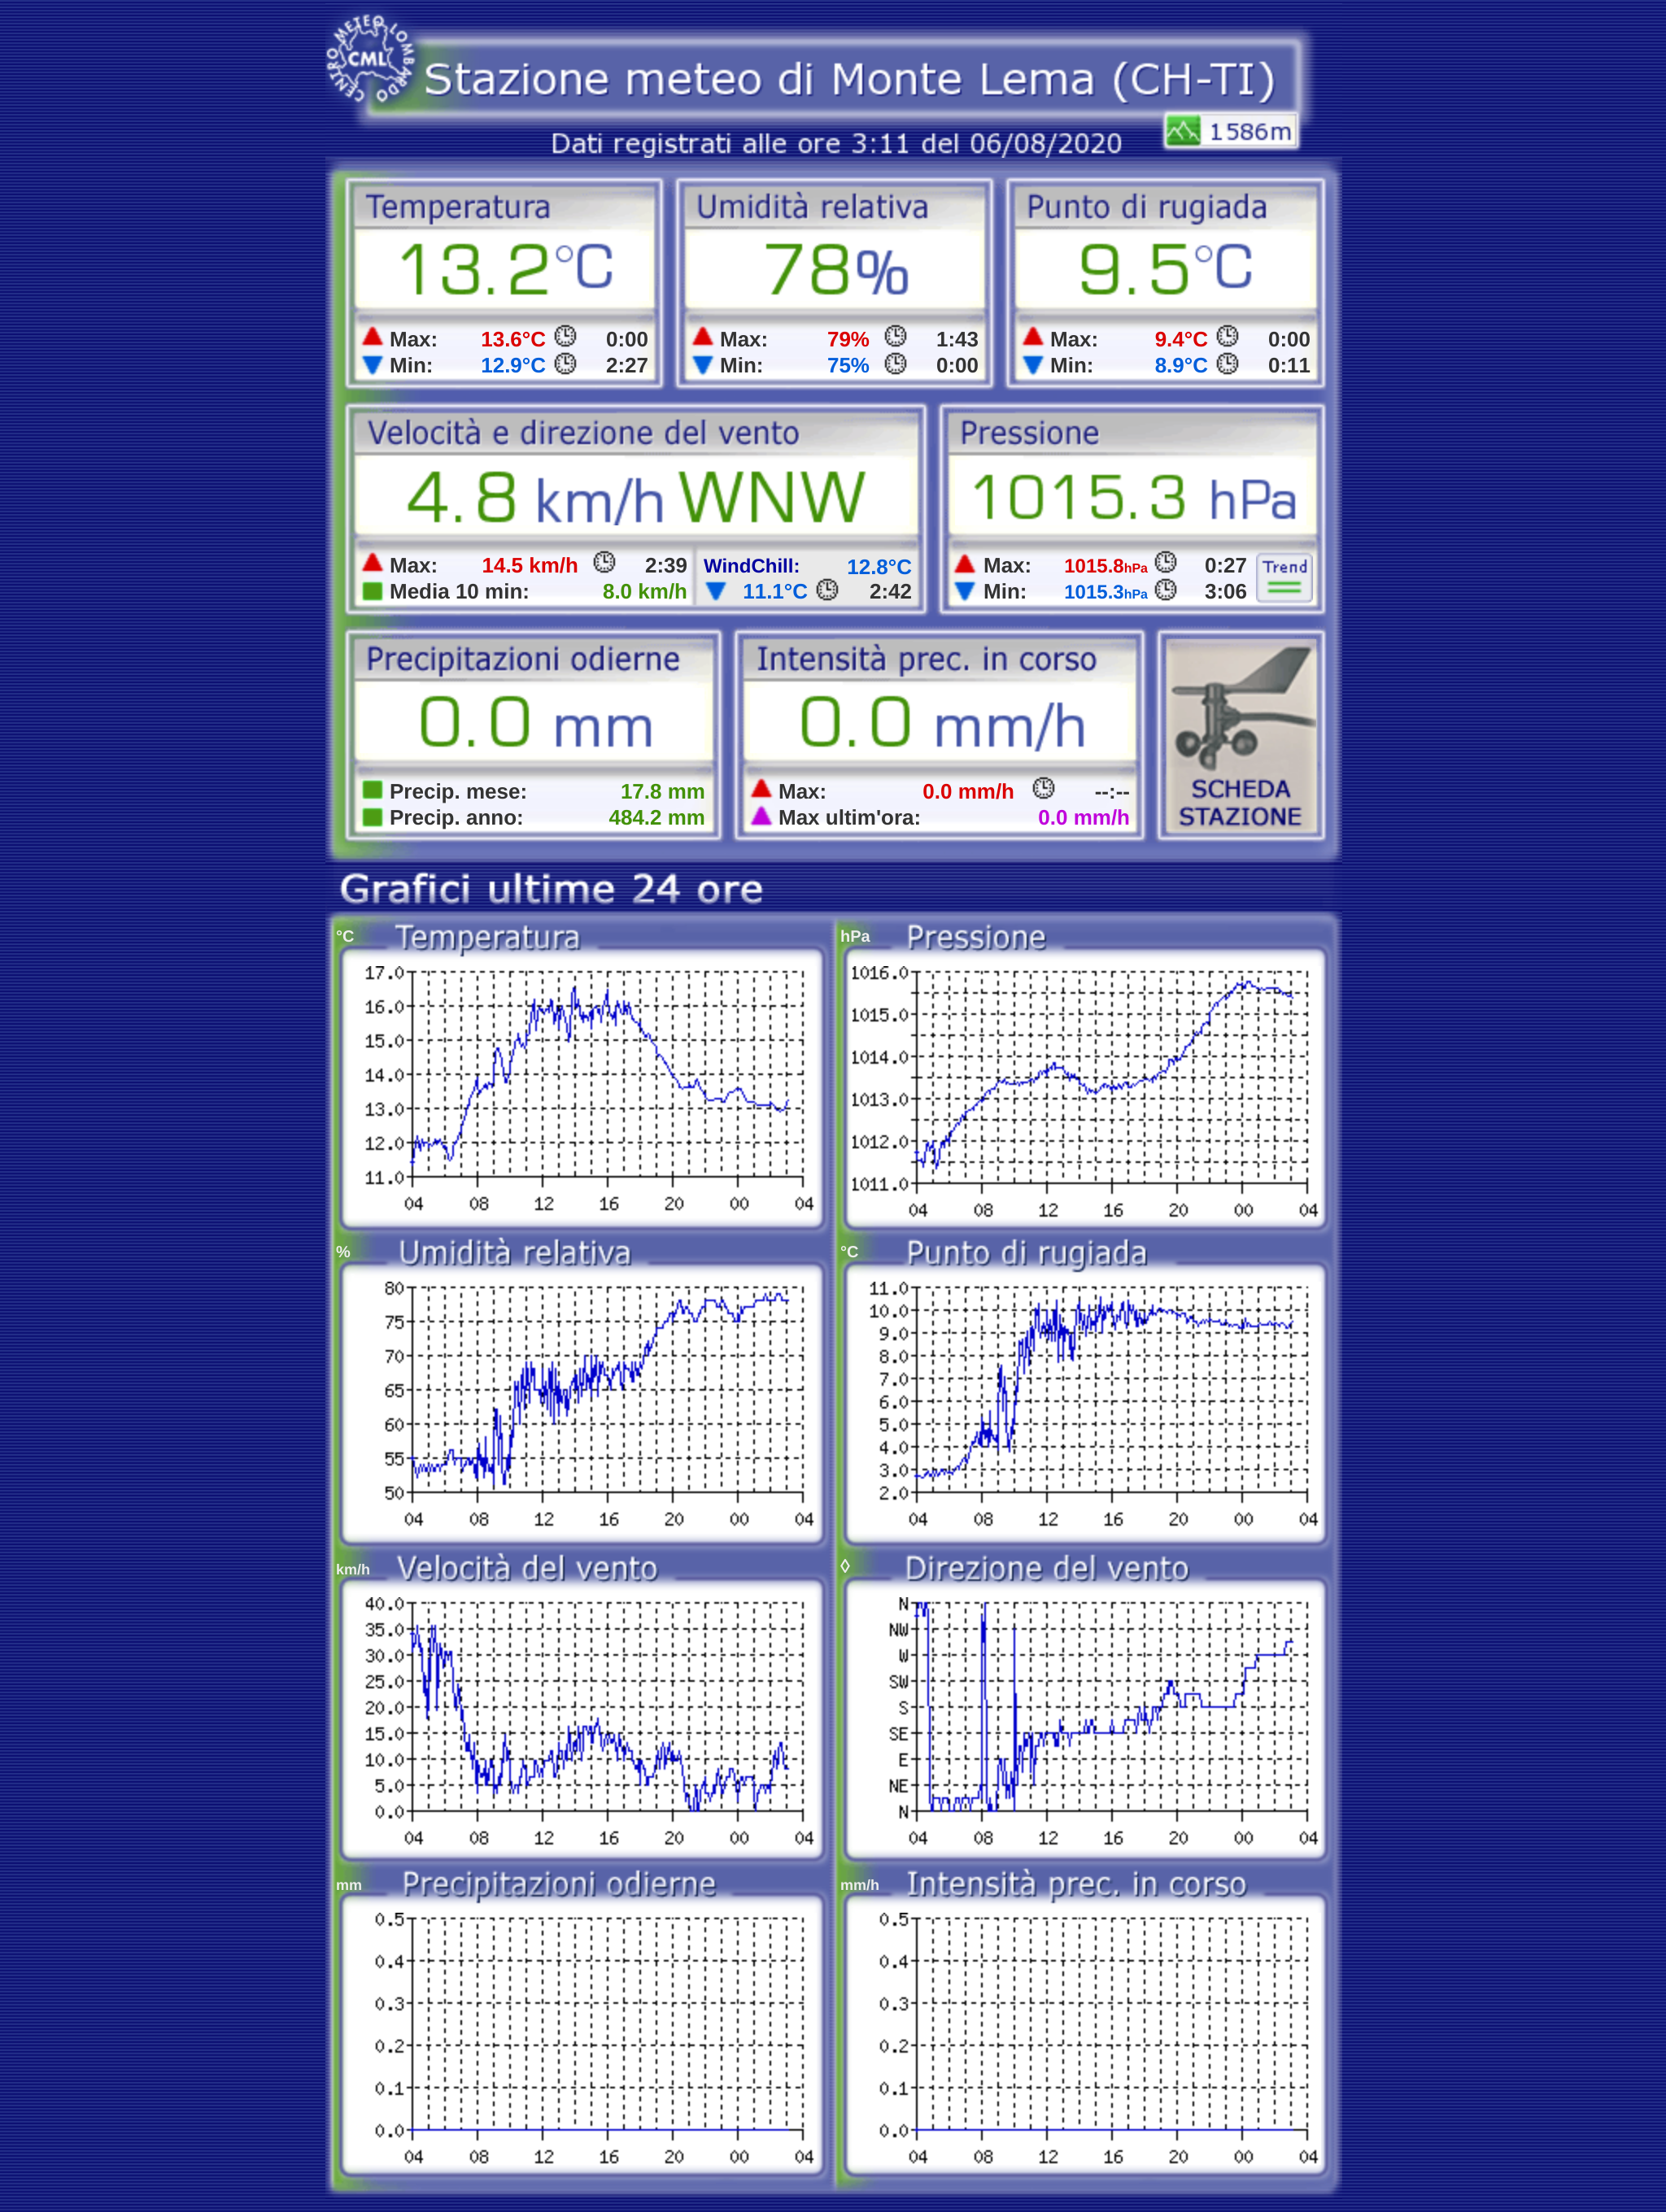 CENTRO METEO LOMBARDO
CML
Stazione meteo di Monte Lema (CH-TI)
1586m
Dati registrati alle ore 3:11 del 06/08/2020
Temperatura Umidità relativa Punto di rugiada
13.2°C 78% 9.5°C
Max: 13.6°C 0:00 Max: 79% 1:43 Max: 9.4°C 0:00
Min: 12.9°C 2:27 Min: 75% 0:00 Min: 8.9°C 0:11
Velocità e direzione del vento Pressione
4.8 km/h WNW 1015.3 hPa
Max: 14.5 km/h 2:39 WindChill: 12.8°C Max: 1015.8hPa 0:27 Trend
Media 10 min: 8.0 km/h 11.1°C 2:42 Min: 1015.3hPa 3:06
Precipitazioni odierne Intensità prec. in corso
0.0 mm 0.0 mm/h
Precip. mese: 17.8 mm Max: 0.0 mm/h --:-- SCHEDA
Precip. anno: 484.2 mm Max ultim'ora: 0.0 mm/h STAZIONE
Grafici ultime 24 ore
°C Temperatura
17.0
16.0
15.0
14.0
13.0
12.0
11.0
04 08 12 16 20 00 04
hPa Pressione
1016.0
1015.0
1014.0
1013.0
1012.0
1011.0
04 08 12 16 20 00 04
% Umidità relativa
80
75
70
65
60
55
50
04 08 12 16 20 00 04
°C Punto di rugiada
11.0
10.0
9.0
8.0
7.0
6.0
5.0
4.0
3.0
2.0
04 08 12 16 20 00 04
km/h Velocità del vento
40.0
35.0
30.0
25.0
20.0
15.0
10.0
5.0
0.0
04 08 12 16 20 00 04
◊ Direzione del vento
N
NW
W
SW
S
SE
E
NE
N
04 08 12 16 20 00 04
mm Precipitazioni odierne
0.5
0.4
0.3
0.2
0.1
0.0
04 08 12 16 20 00 04
mm/h Intensità prec. in corso
0.5
0.4
0.3
0.2
0.1
0.0
04 08 12 16 20 00 04